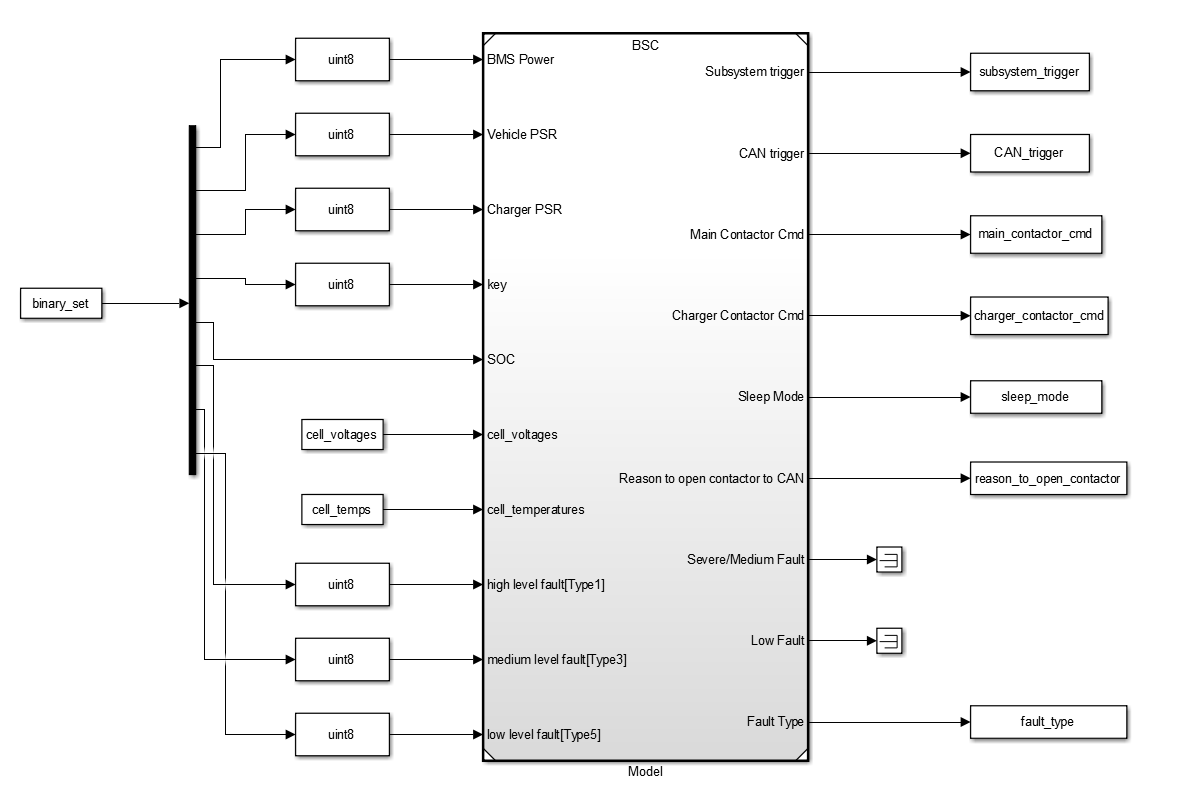 binary_set
uint8
uint8
uint8
uint8
cell_voltages
cell_temps
uint8
uint8
uint8
BSC
BMS Power
Vehicle PSR
Charger PSR
key
SOC
cell_voltages
cell_temperatures
high level fault[Type1]
medium level fault[Type3]
low level fault[Type5]
Subsystem trigger
CAN trigger
Main Contactor Cmd
Charger Contactor Cmd
Sleep Mode
Reason to open contactor to CAN
Severe/Medium Fault
Low Fault
Fault Type
Model
subsystem_trigger
CAN_trigger
main_contactor_cmd
charger_contactor_cmd
sleep_mode
reason_to_open_contactor
fault_type